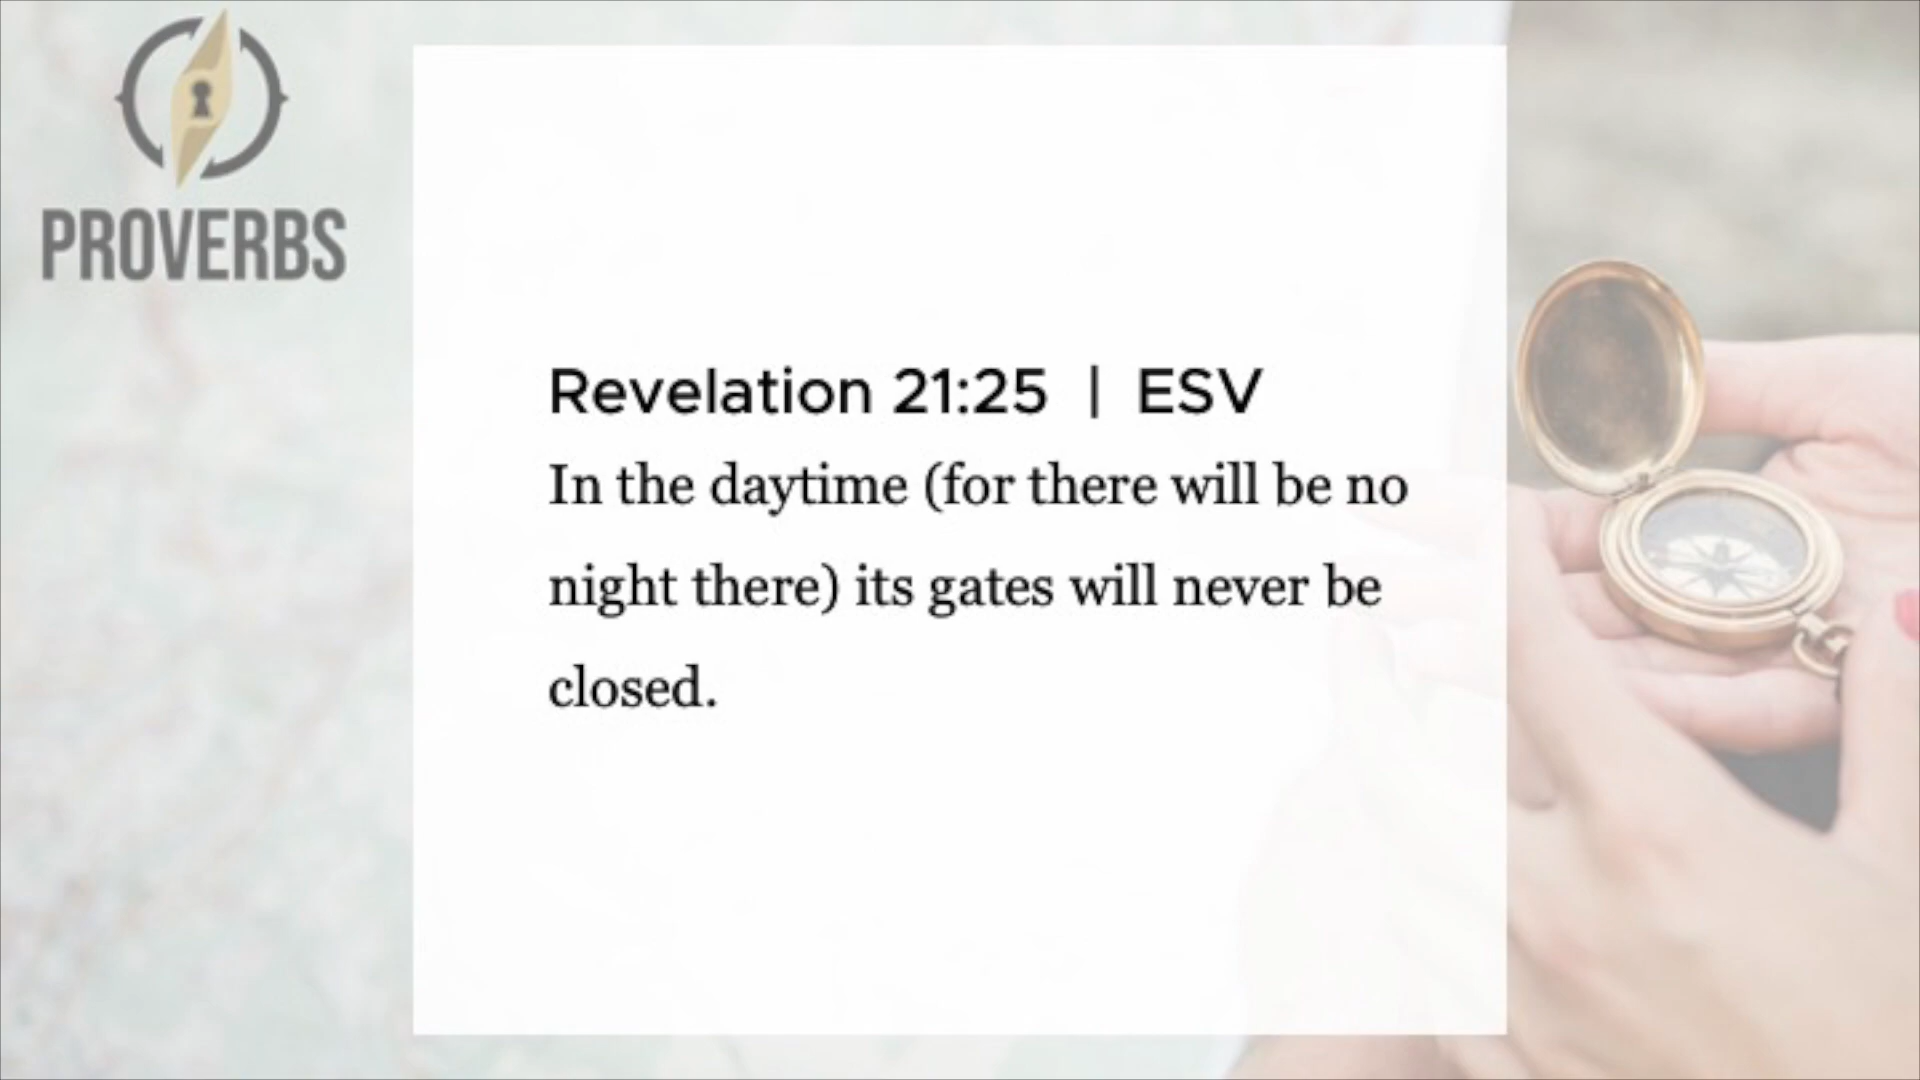 PROVERBS
Revelation 21:25 | ESV
In the daytime (for there will be no
night there) its gates will never be
closed.